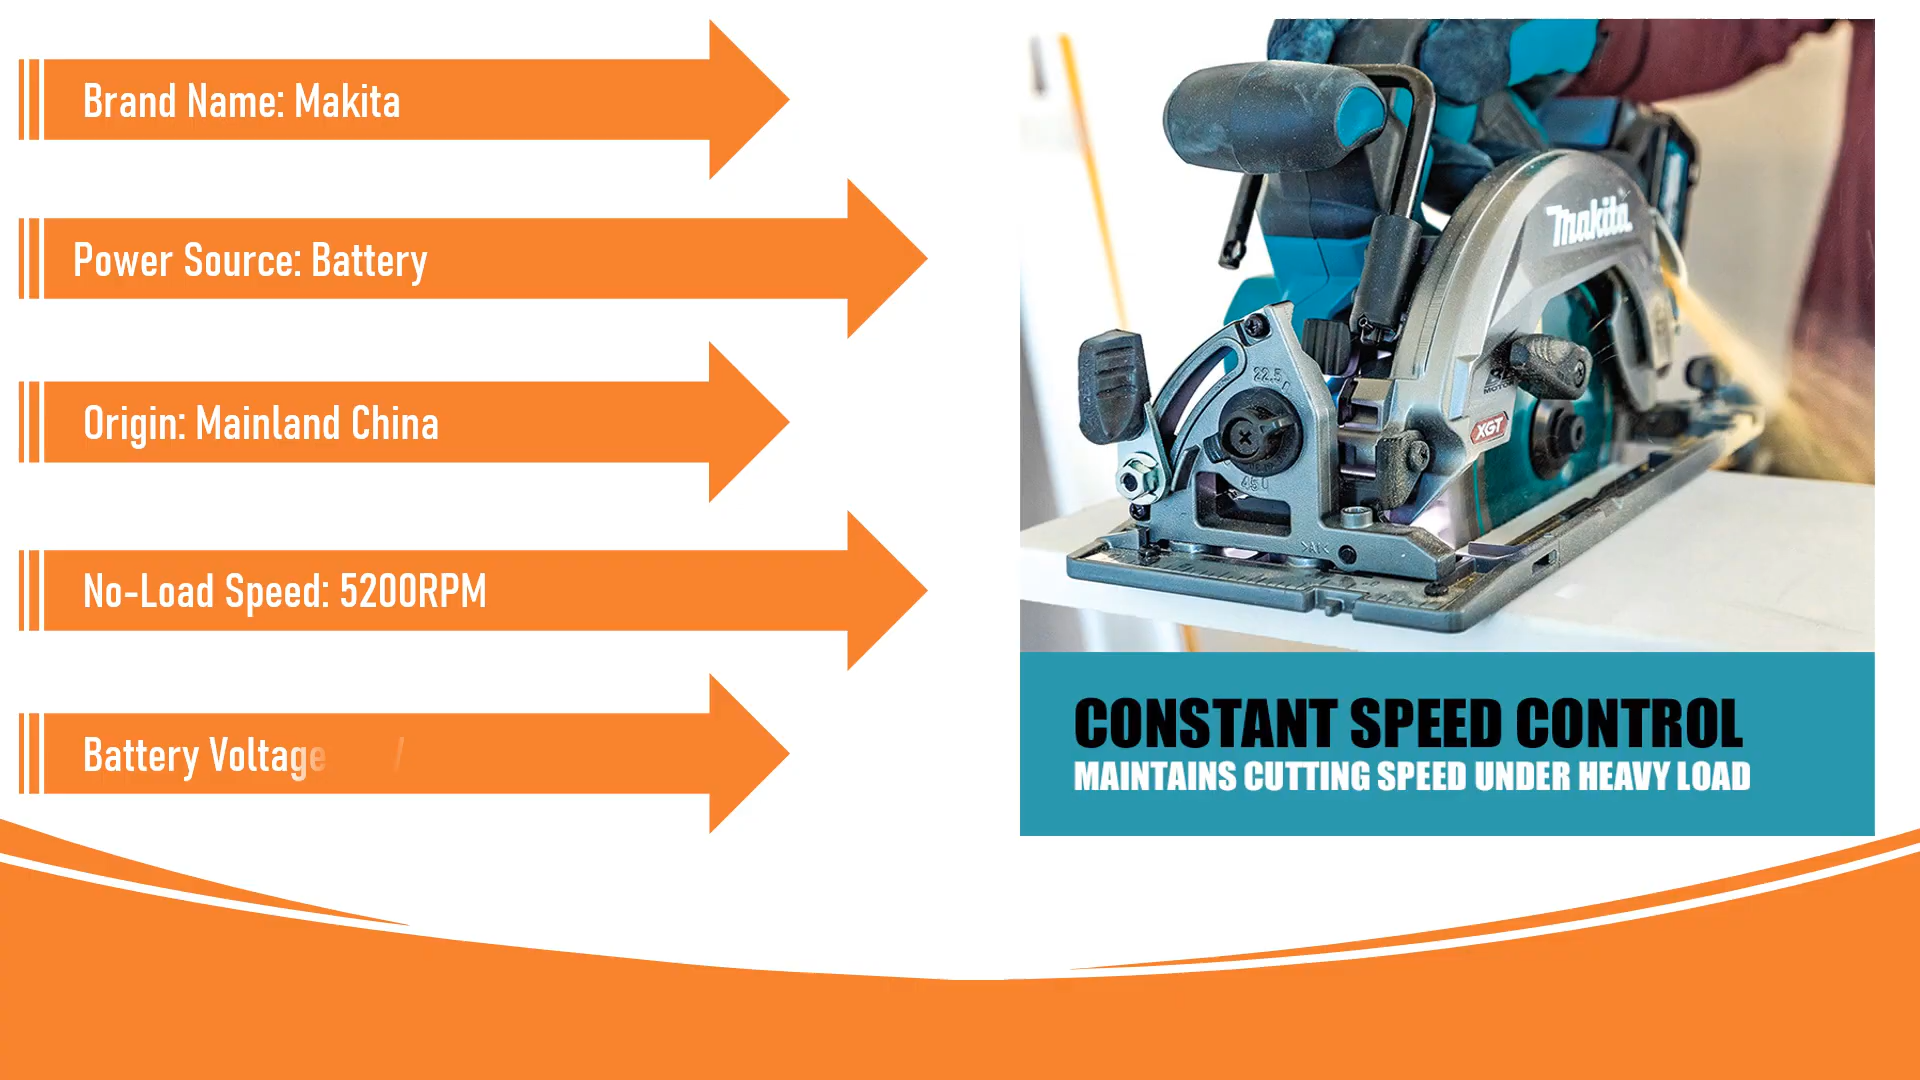 Brand Name: Makita
Power Source: Battery
Origin: Mainland China
No-Load Speed: 5200RPM
Battery Voltage
makita
22.5
45
XGT
>AI<
CONSTANT SPEED CONTROL
MAINTAINS CUTTING SPEED UNDER HEAVY LOAD